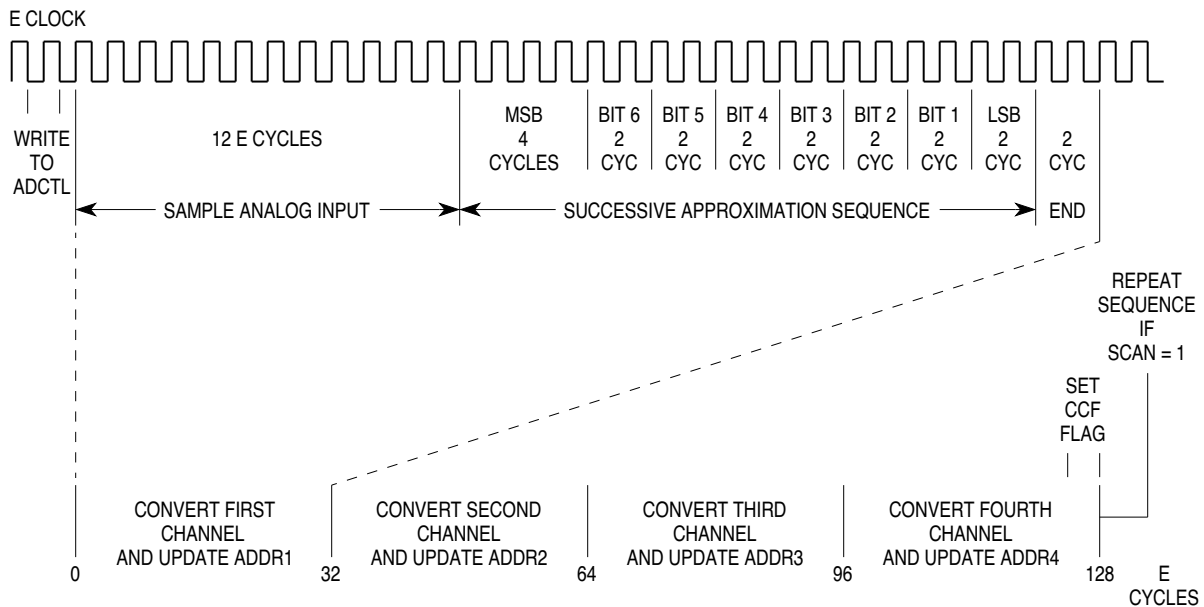 E CLOCK
WRITE
TO
ADCTL
12 E CYCLES
MSB
4
CYCLES
BIT 6
2
CYC
BIT 5
2
CYC
BIT 4
2
CYC
BIT 3
2
CYC
BIT 2
2
CYC
BIT 1
2
CYC
LSB
2
CYC
2
CYC
SAMPLE ANALOG INPUT
SUCCESSIVE APPROXIMATION SEQUENCE
END
REPEAT
SEQUENCE
IF
SCAN = 1
SET
CCF
FLAG
CONVERT FIRST
CHANNEL
AND UPDATE ADDR1
CONVERT SECOND
CHANNEL
AND UPDATE ADDR2
CONVERT THIRD
CHANNEL
AND UPDATE ADDR3
CONVERT FOURTH
CHANNEL
AND UPDATE ADDR4
0
32
64
96
128
E
CYCLES